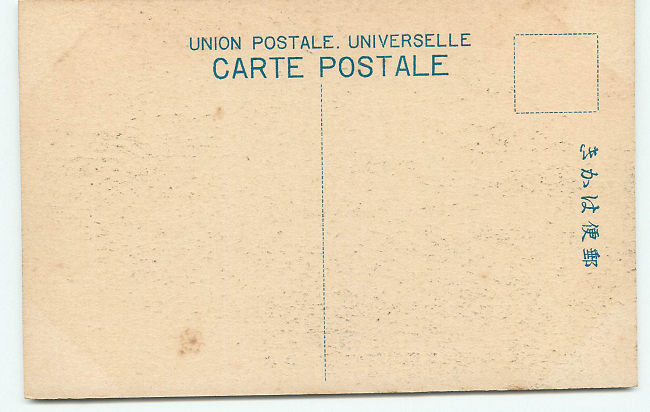 UNION POSTALE. UNIVERSELLE
CARTE POSTALE
郵便はかき